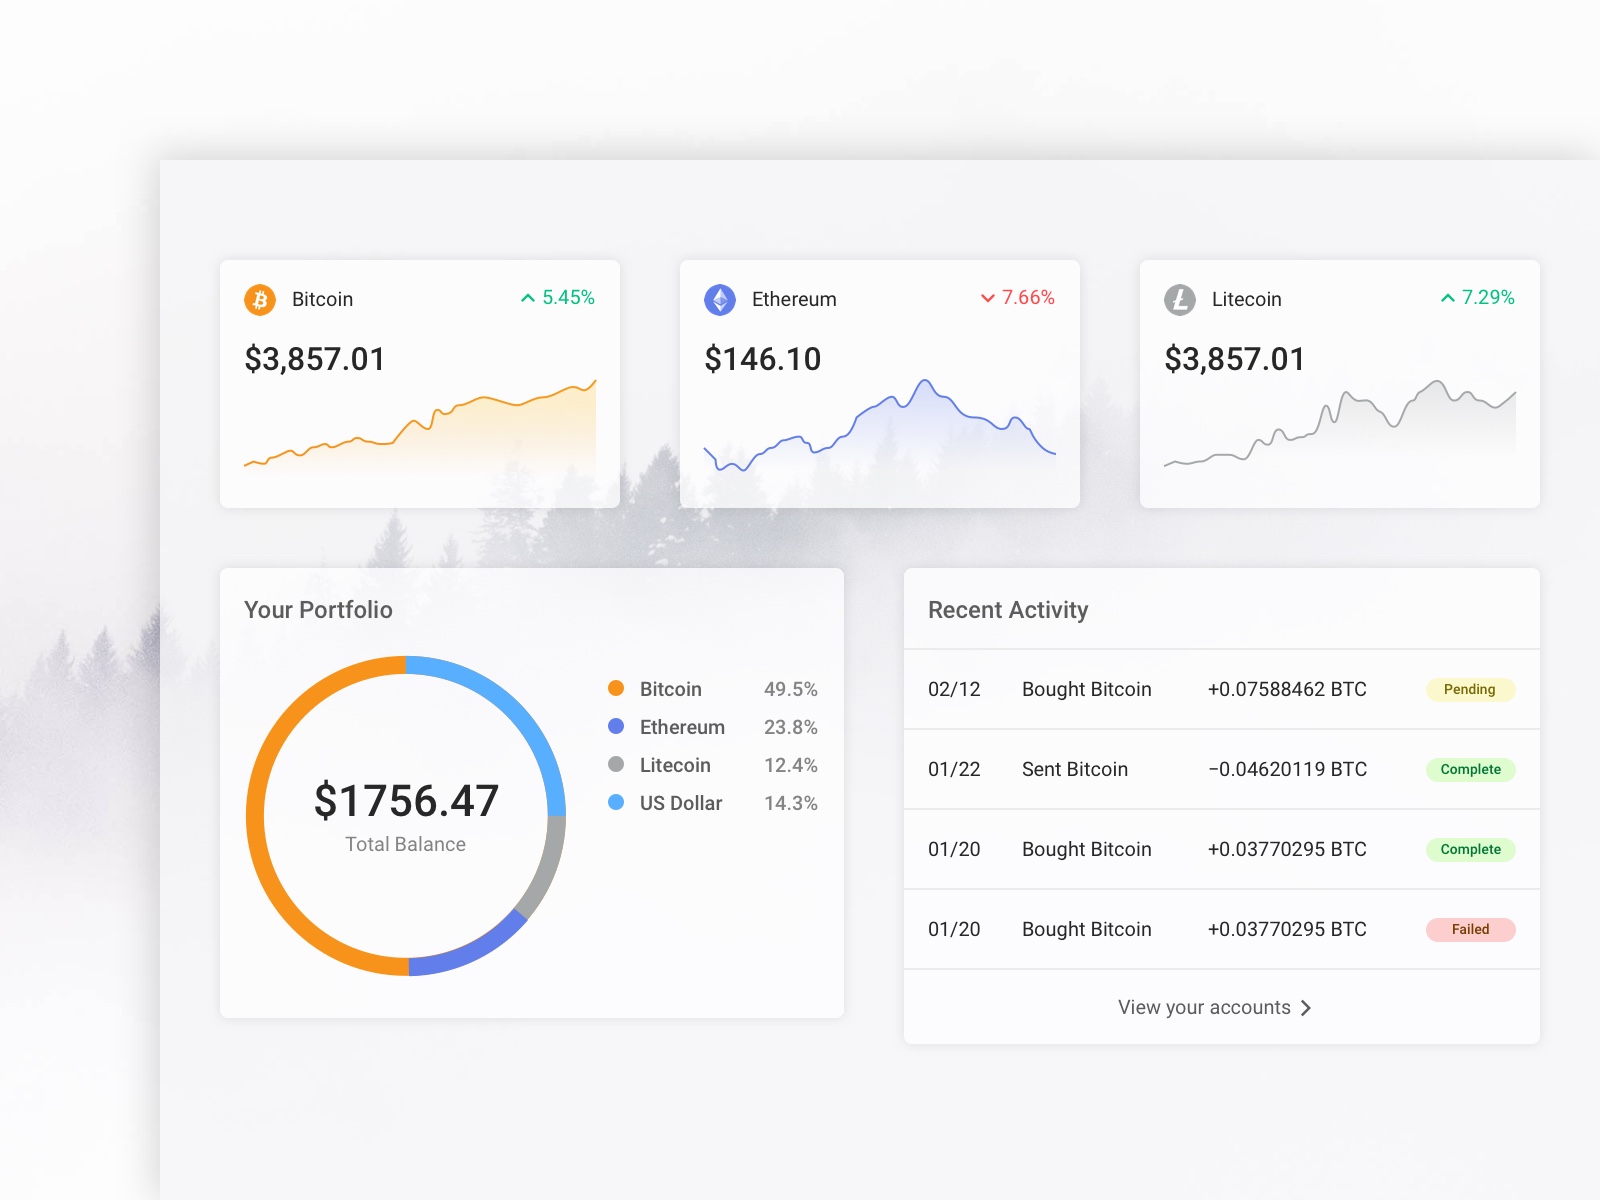 Bitcoin 5.45%
$3,857.01
Ethereum 7.66%
$146.10
Litecoin 7.29%
$3,857.01
Your Portfolio
$1756.47
Total Balance
Bitcoin 49.5%
Ethereum 23.8%
Litecoin 12.4%
US Dollar 14.3%
Recent Activity
02/12 Bought Bitcoin +0.07588462 BTC Pending
01/22 Sent Bitcoin −0.04620119 BTC Complete
01/20 Bought Bitcoin +0.03770295 BTC Complete
01/20 Bought Bitcoin +0.03770295 BTC Failed
View your accounts